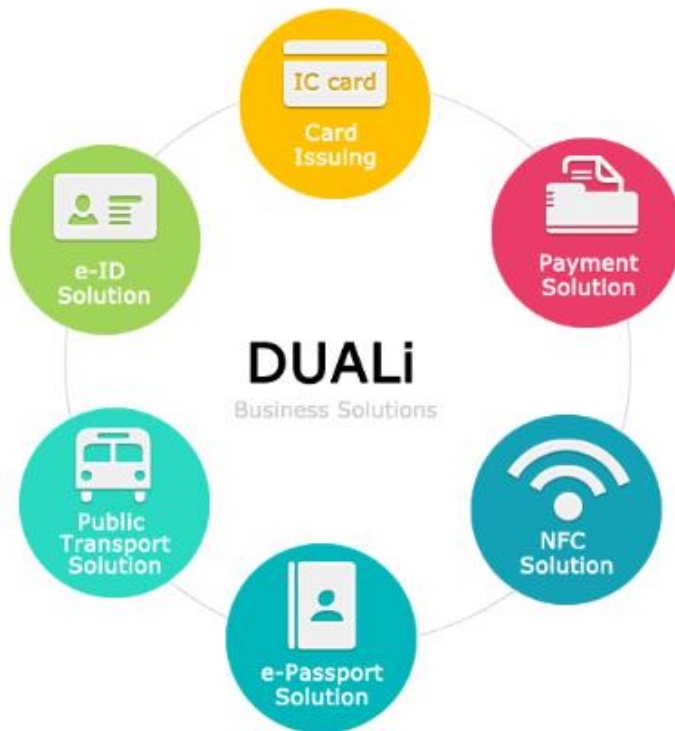 IC card
Card
Issuing
Payment
Solution
NFC
Solution
e-Passport
Solution
Public
Transport
Solution
e-ID
Solution
DUALi
Business Solutions